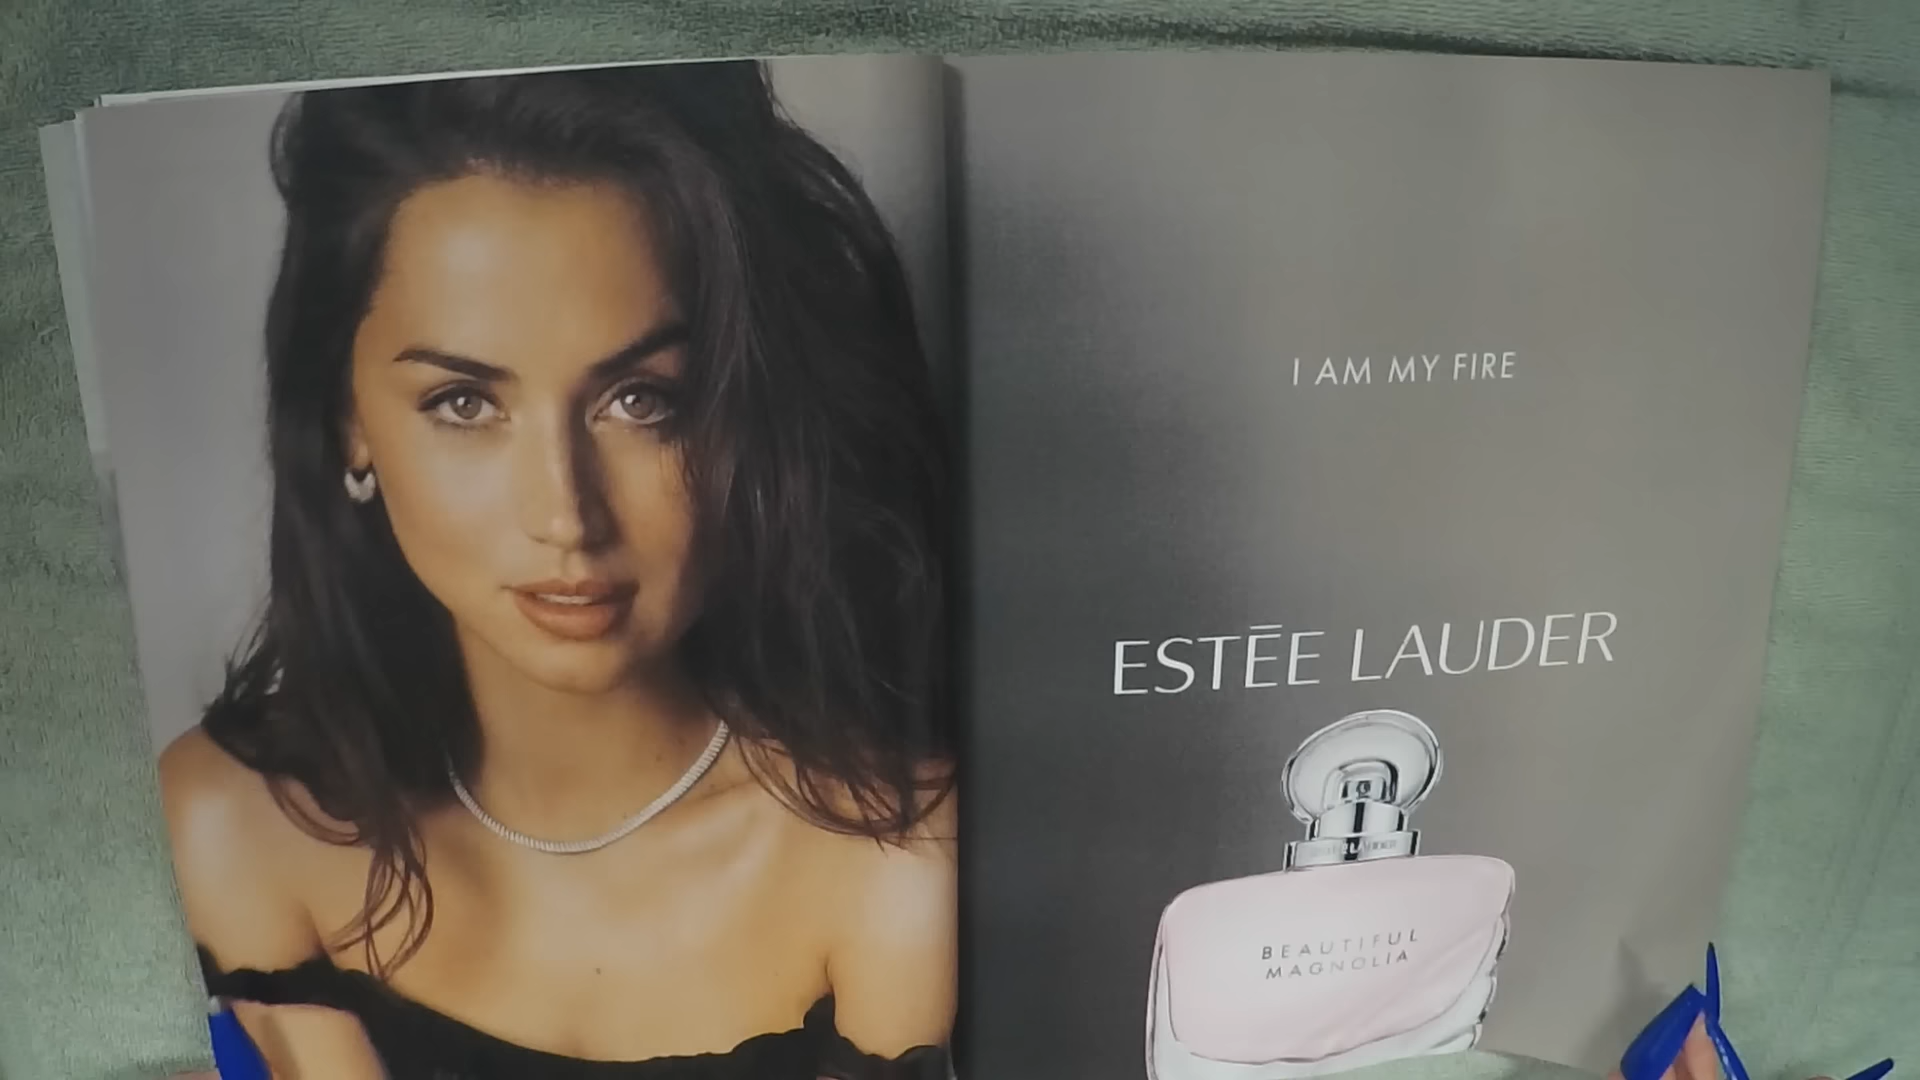 I AM MY FIRE
ESTĒE LAUDER
BEAUTIFUL
MAGNOLIA